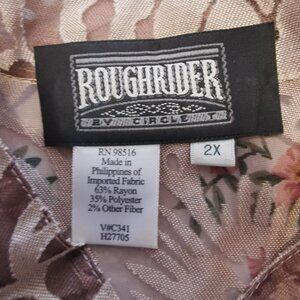 ROUGHRIDER
BY CIRCLE T
RN 98516
Made in
Philippines of
Imported Fabric
63% Rayon
35% Polyester
2% Other Fiber
V#C341
H27705
2X